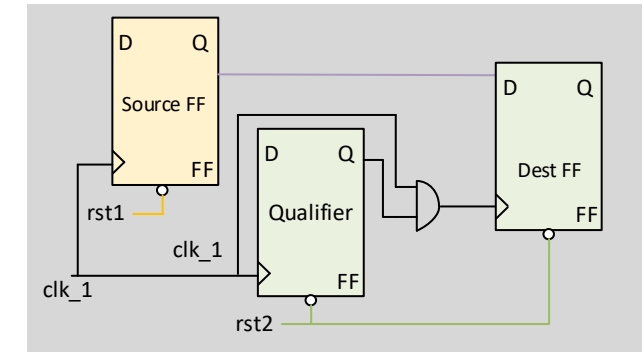 D Q
Source FF
FF
rst1
clk_1
clk_1
D Q
Qualifier
FF
rst2
D Q
Dest FF
FF